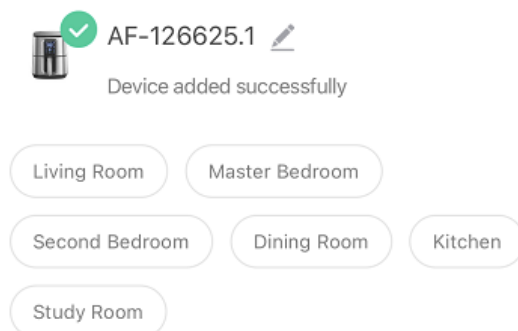 AF-126625.1
Device added successfully
Living Room Master Bedroom
Second Bedroom Dining Room Kitchen
Study Room